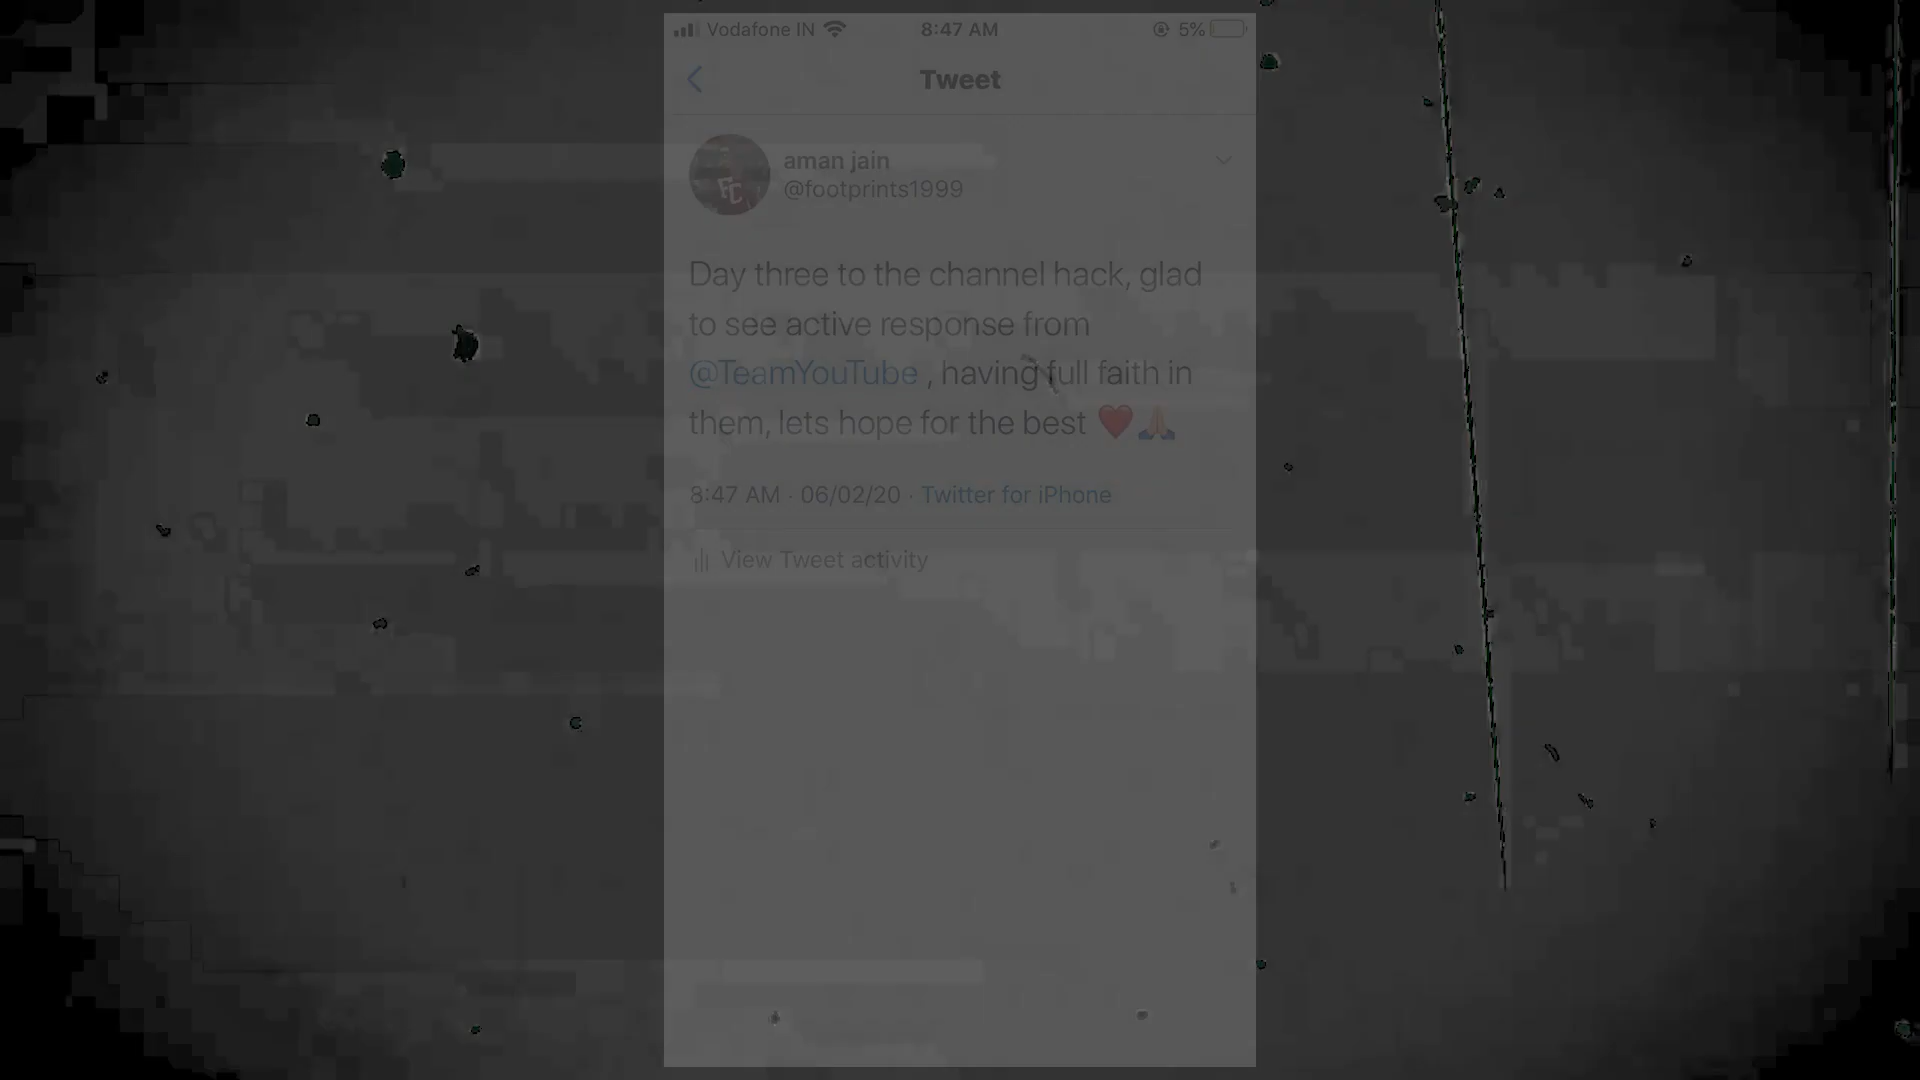 Vodafone IN 8:47 AM 5%
Tweet
aman jain
@footprints1999
Day three to the channel hack, glad
to see active response from
@TeamYouTube , having full faith in
them, lets hope for the best ❤️🙏🏻
8:47 AM · 06/02/20 · Twitter for iPhone
View Tweet activity
FC